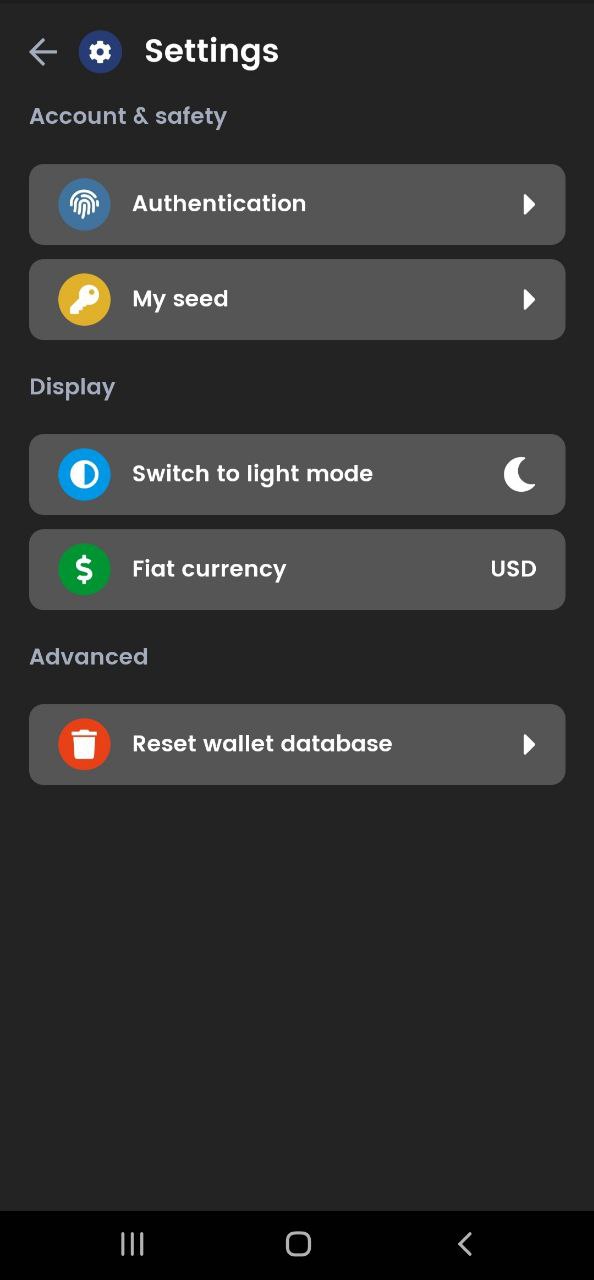 Settings
Account & safety
Authentication
My seed
Display
Switch to light mode
Fiat currency USD
Advanced
Reset wallet database